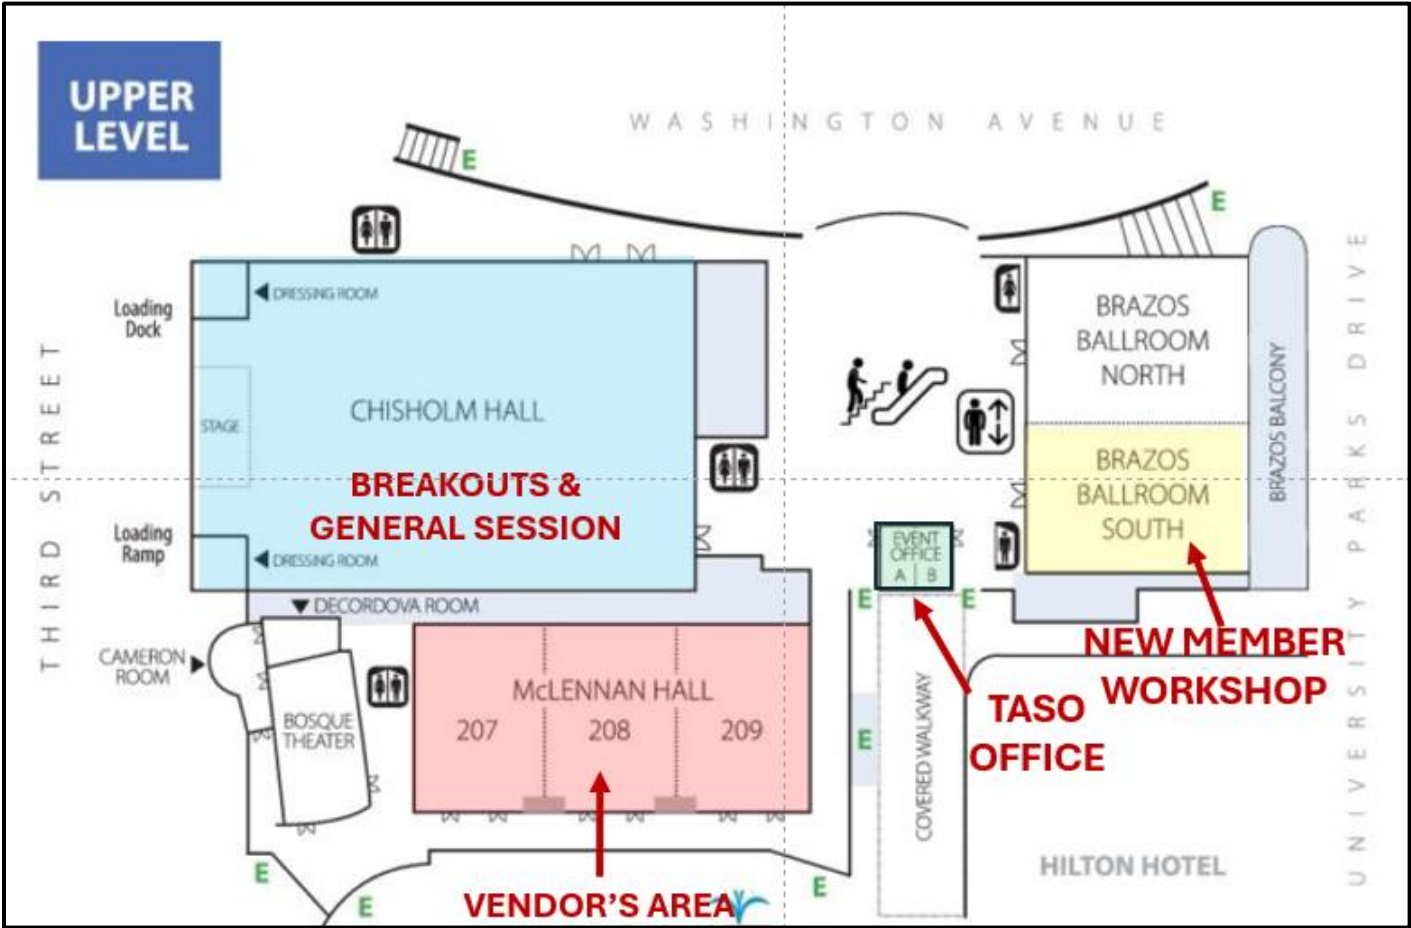 UPPER
LEVEL
WASHINGTON AVENUE
E
E
DRESSING ROOM
Loading
Dock
STAGE
CHISHOLM HALL
BREAKOUTS &
GENERAL SESSION
Loading
Ramp
DRESSING ROOM
THIRD STREET
BRAZOS
BALLROOM
NORTH
BRAZOS
BALLROOM
SOUTH
BRAZOS BALCONY
UNIVERSITY PARKS DRIVE
EVENT
OFFICE
A | B
E
E
DECORDOVA ROOM
CAMERON
ROOM
BOSQUE
THEATER
McLENNAN HALL
207
208
209
E
COVERED WALKWAY
NEW MEMBER
WORKSHOP
TASO
OFFICE
HILTON HOTEL
E
E
E
VENDOR'S AREA